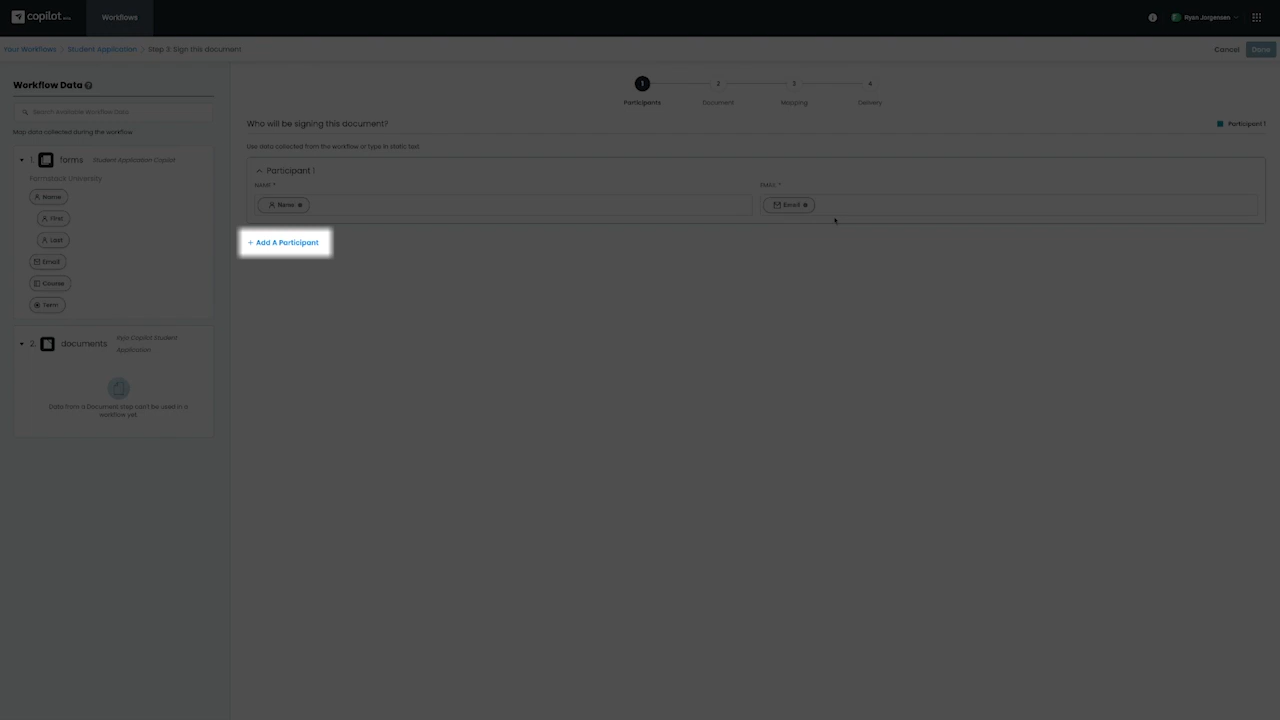 copilot
Workflows
Ryan Jorgensen
Your Workflows > Student Application > Step 3: Sign this document
Cancel
Done
Workflow Data
Search available Workflow Data
Map data collected during the workflow
1. forms Student Application Copilot
Formstack University
Name
First
Last
Email
Course
Term
2. documents
Copilot Student
Application
Data from a Document step can't be used in a
workflow yet.
1 2 3 4
Participants Document Mapping Delivery
Who will be signing this document?
Participant 1
Use data collected from the workflow or type in static text.
Participant 1
NAME * EMAIL *
Name Email
+ Add A Participant